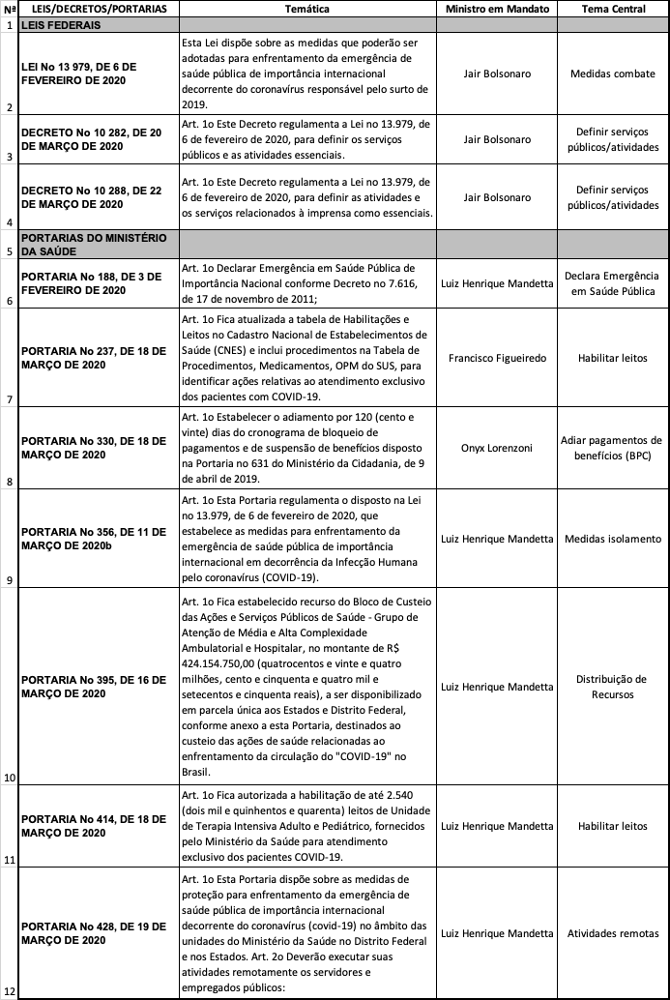 Nª LEIS/DECRETOS/PORTARIAS Temática Ministro em Mandato Tema Central
1 LEIS FEDERAIS
2
LEI No 13 979, DE 6 DE
FEVEREIRO DE 2020
Esta Lei dispõe sobre as medidas que poderão ser
adotadas para enfrentamento da emergência de
saúde pública de importância internacional
decorrente do coronavírus responsável pelo surto de
2019.
Jair Bolsonaro
Medidas combate
3
DECRETO No 10 282, DE 20
DE MARÇO DE 2020
Art. 1o Este Decreto regulamenta a Lei no 13.979, de
6 de fevereiro de 2020, para definir os serviços
públicos e as atividades essenciais.
Jair Bolsonaro
Definir serviços
públicos/atividades
4
DECRETO No 10 288, DE 22
DE MARÇO DE 2020
Art. 1o Este Decreto regulamenta a Lei no 13.979, de
6 de fevereiro de 2020, para definir as atividades e
os serviços relacionados à imprensa como essenciais.
Jair Bolsonaro
Definir serviços
públicos/atividades
5
PORTARIAS DO MINISTÉRIO
DA SAÚDE
6
PORTARIA No 188, DE 3 DE
FEVEREIRO DE 2020
Art. 1o Declarar Emergência em Saúde Pública de
Importância Nacional conforme Decreto no 7.616,
de 17 de novembro de 2011;
Luiz Henrique Mandetta
Declara Emergência
em Saúde Pública
7
PORTARIA No 237, DE 18 DE
MARÇO DE 2020
Art. 1o Fica atualizada a tabela de Habilitações e
Leitos no Cadastro Nacional de Estabelecimentos de
Saúde (CNES) e inclui procedimentos na Tabela de
Procedimentos, Medicamentos, OPM do SUS, para
identificar ações relativas ao atendimento exclusivo
dos pacientes com COVID-19.
Francisco Figueiredo
Habilitar leitos
8
PORTARIA No 330, DE 18 DE
MARÇO DE 2020
Art. 1o Estabelecer o adiamento por 120 (cento e
vinte) dias do cronograma de bloqueio de
pagamentos e de suspensão de benefícios disposto
na Portaria no 631 do Ministério da Cidadania, de 9
de abril de 2019.
Onyx Lorenzoni
Adiar pagamentos de
benefícios (BPC)
9
PORTARIA No 356, DE 11 DE
MARÇO DE 2020b
Art. 1o Esta Portaria regulamenta o disposto na Lei
no 13.979, de 6 de fevereiro de 2020, que
estabelece as medidas para enfrentamento da
emergência de saúde pública de importância
internacional em decorrência da Infecção Humana
pelo coronavírus (COVID-19).
Luiz Henrique Mandetta
Medidas isolamento
10
PORTARIA No 395, DE 16 DE
MARÇO DE 2020
Art. 1o Fica estabelecido recurso do Bloco de Custeio
das Ações e Serviços Públicos de Saúde - Grupo de
Atenção de Média e Alta Complexidade
Ambulatorial e Hospitalar, no montante de R$
424.154.750,00 (quatrocentos e vinte e quatro
milhões, cento e cinquenta e quatro mil e
setecentos e cinquenta reais), a ser disponibilizado
em parcela única aos Estados e Distrito Federal,
conforme anexo a esta Portaria, destinados ao
custeio das ações de saúde relacionadas ao
enfrentamento da circulação do "COVID-19" no
Brasil.
Luiz Henrique Mandetta
Distribuição de
Recursos
11
PORTARIA No 414, DE 18 DE
MARÇO DE 2020
Art. 1o Fica autorizada a habilitação de até 2.540
(dois mil e quinhentos e quarenta) leitos de Unidade
de Terapia Intensiva Adulto e Pediátrico, fornecidos
pelo Ministério da Saúde para atendimento
exclusivo dos pacientes COVID-19.
Luiz Henrique Mandetta
Habilitar leitos
12
PORTARIA No 428, DE 19 DE
MARÇO DE 2020
Art. 1o Esta Portaria dispõe sobre as medidas de
proteção para enfrentamento da emergência de
saúde pública de importância internacional
decorrente do coronavírus (covid-19) no âmbito das
unidades do Ministério da Saúde no Distrito Federal
e nos Estados. Art. 2o Deverão executar suas
atividades remotamente os servidores e
empregados públicos:
Luiz Henrique Mandetta
Atividades remotas